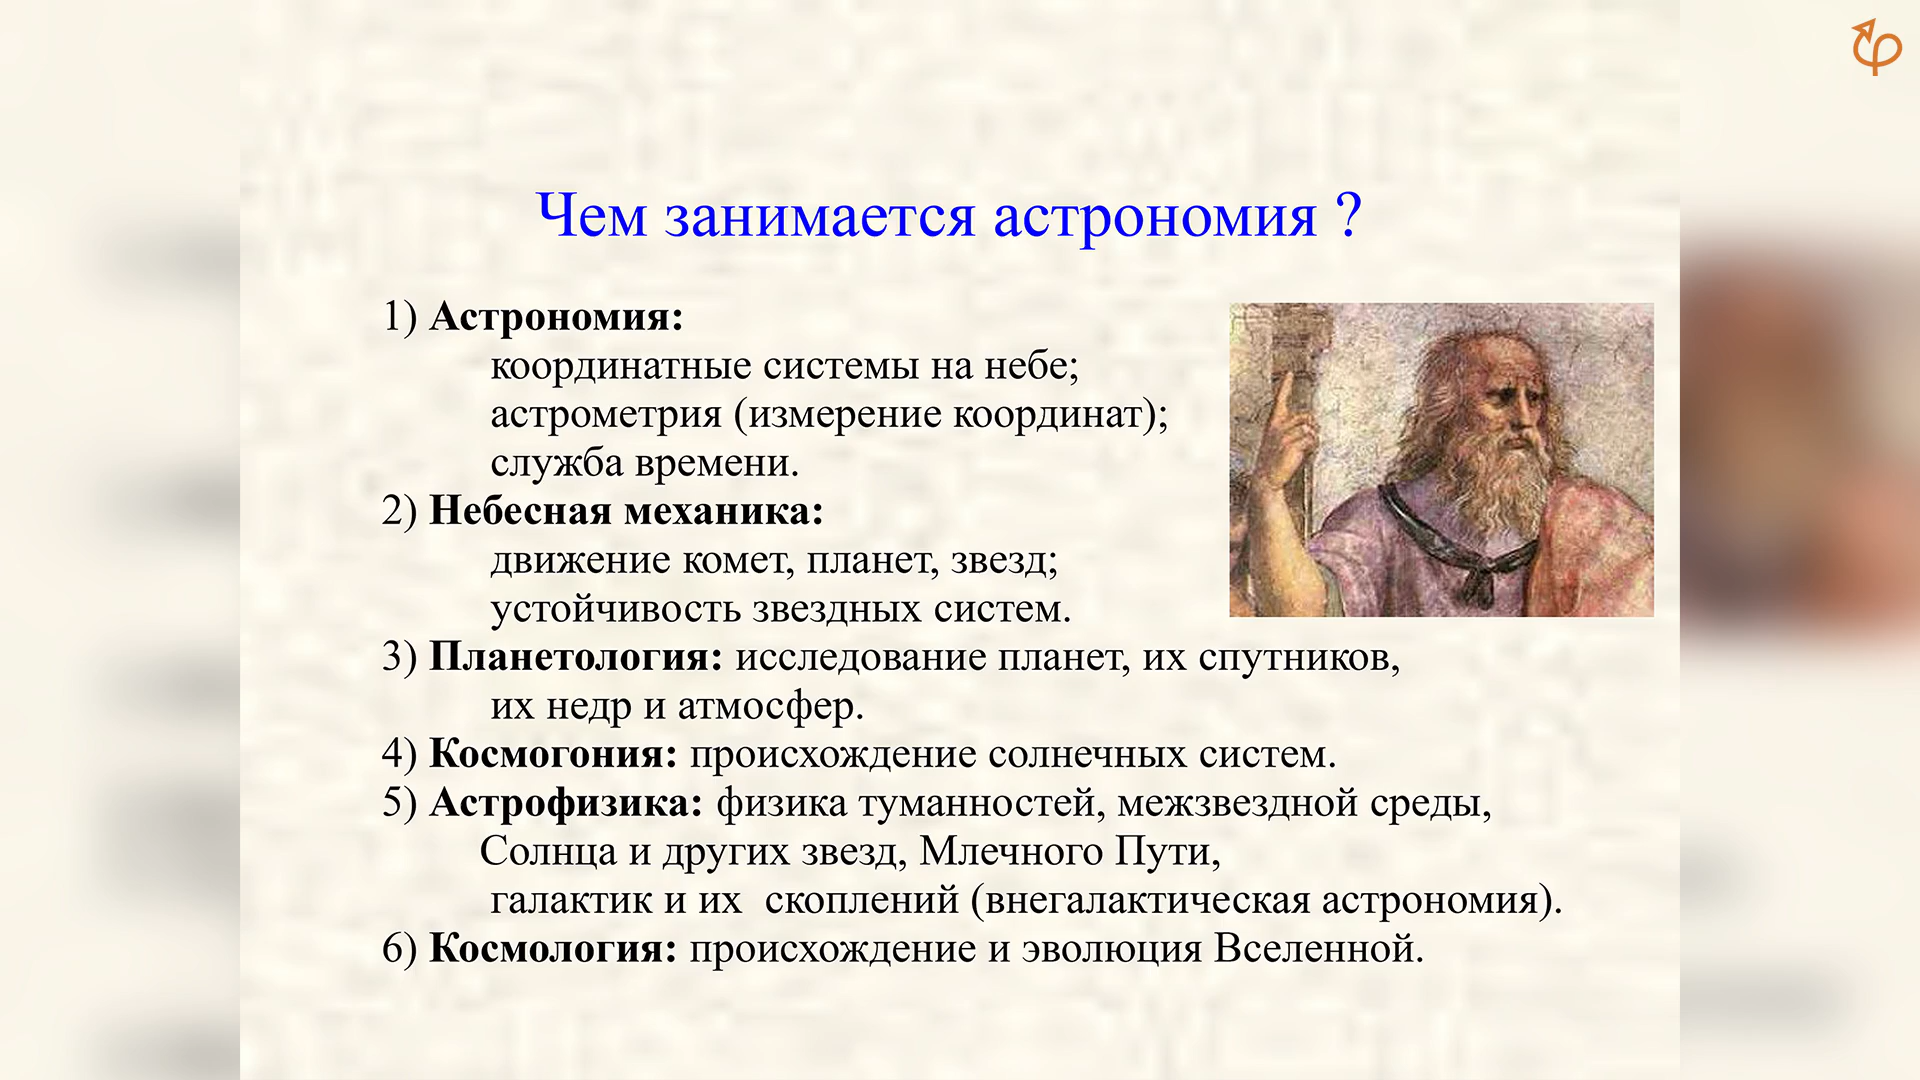 Чем занимается астрономия ?
1) Астрономия:
координатные системы на небе;
астрометрия (измерение координат);
служба времени.
2) Небесная механика:
движение комет, планет, звезд;
устойчивость звездных систем.
3) Планетология: исследование планет, их спутников,
их недр и атмосфер.
4) Космогония: происхождение солнечных систем.
5) Астрофизика: физика туманностей, межзвездной среды,
Солнца и других звезд, Млечного Пути,
галактик и их скоплений (внегалактическая астрономия).
6) Космология: происхождение и эволюция Вселенной.